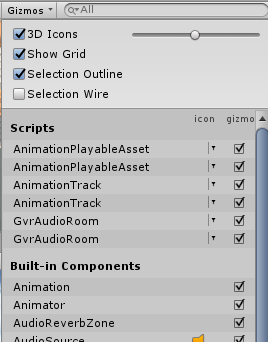 Gizmos All
3D Icons
Show Grid
Selection Outline
Selection Wire
icon gizmo
Scripts
AnimationPlayableAsset
AnimationPlayableAsset
AnimationTrack
AnimationTrack
GvrAudioRoom
GvrAudioRoom
Built-in Components
Animation
Animator
AudioReverbZone
AudioSource